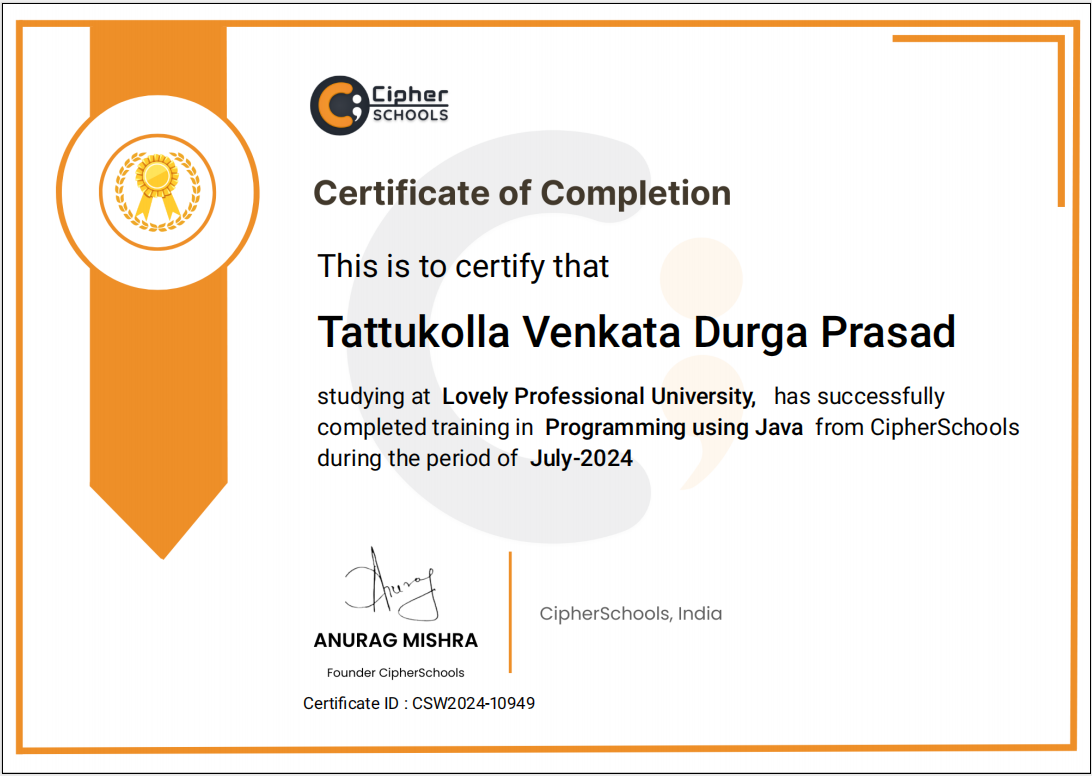 Cipher
SCHOOLS
Certificate of Completion
This is to certify that
Tattukolla Venkata Durga Prasad
studying at Lovely Professional University, has successfully
completed training in Programming using Java from CipherSchools
during the period of July-2024
Anurag
ANURAG MISHRA
Founder CipherSchools
CipherSchools, India
Certificate ID : CSW2024-10949